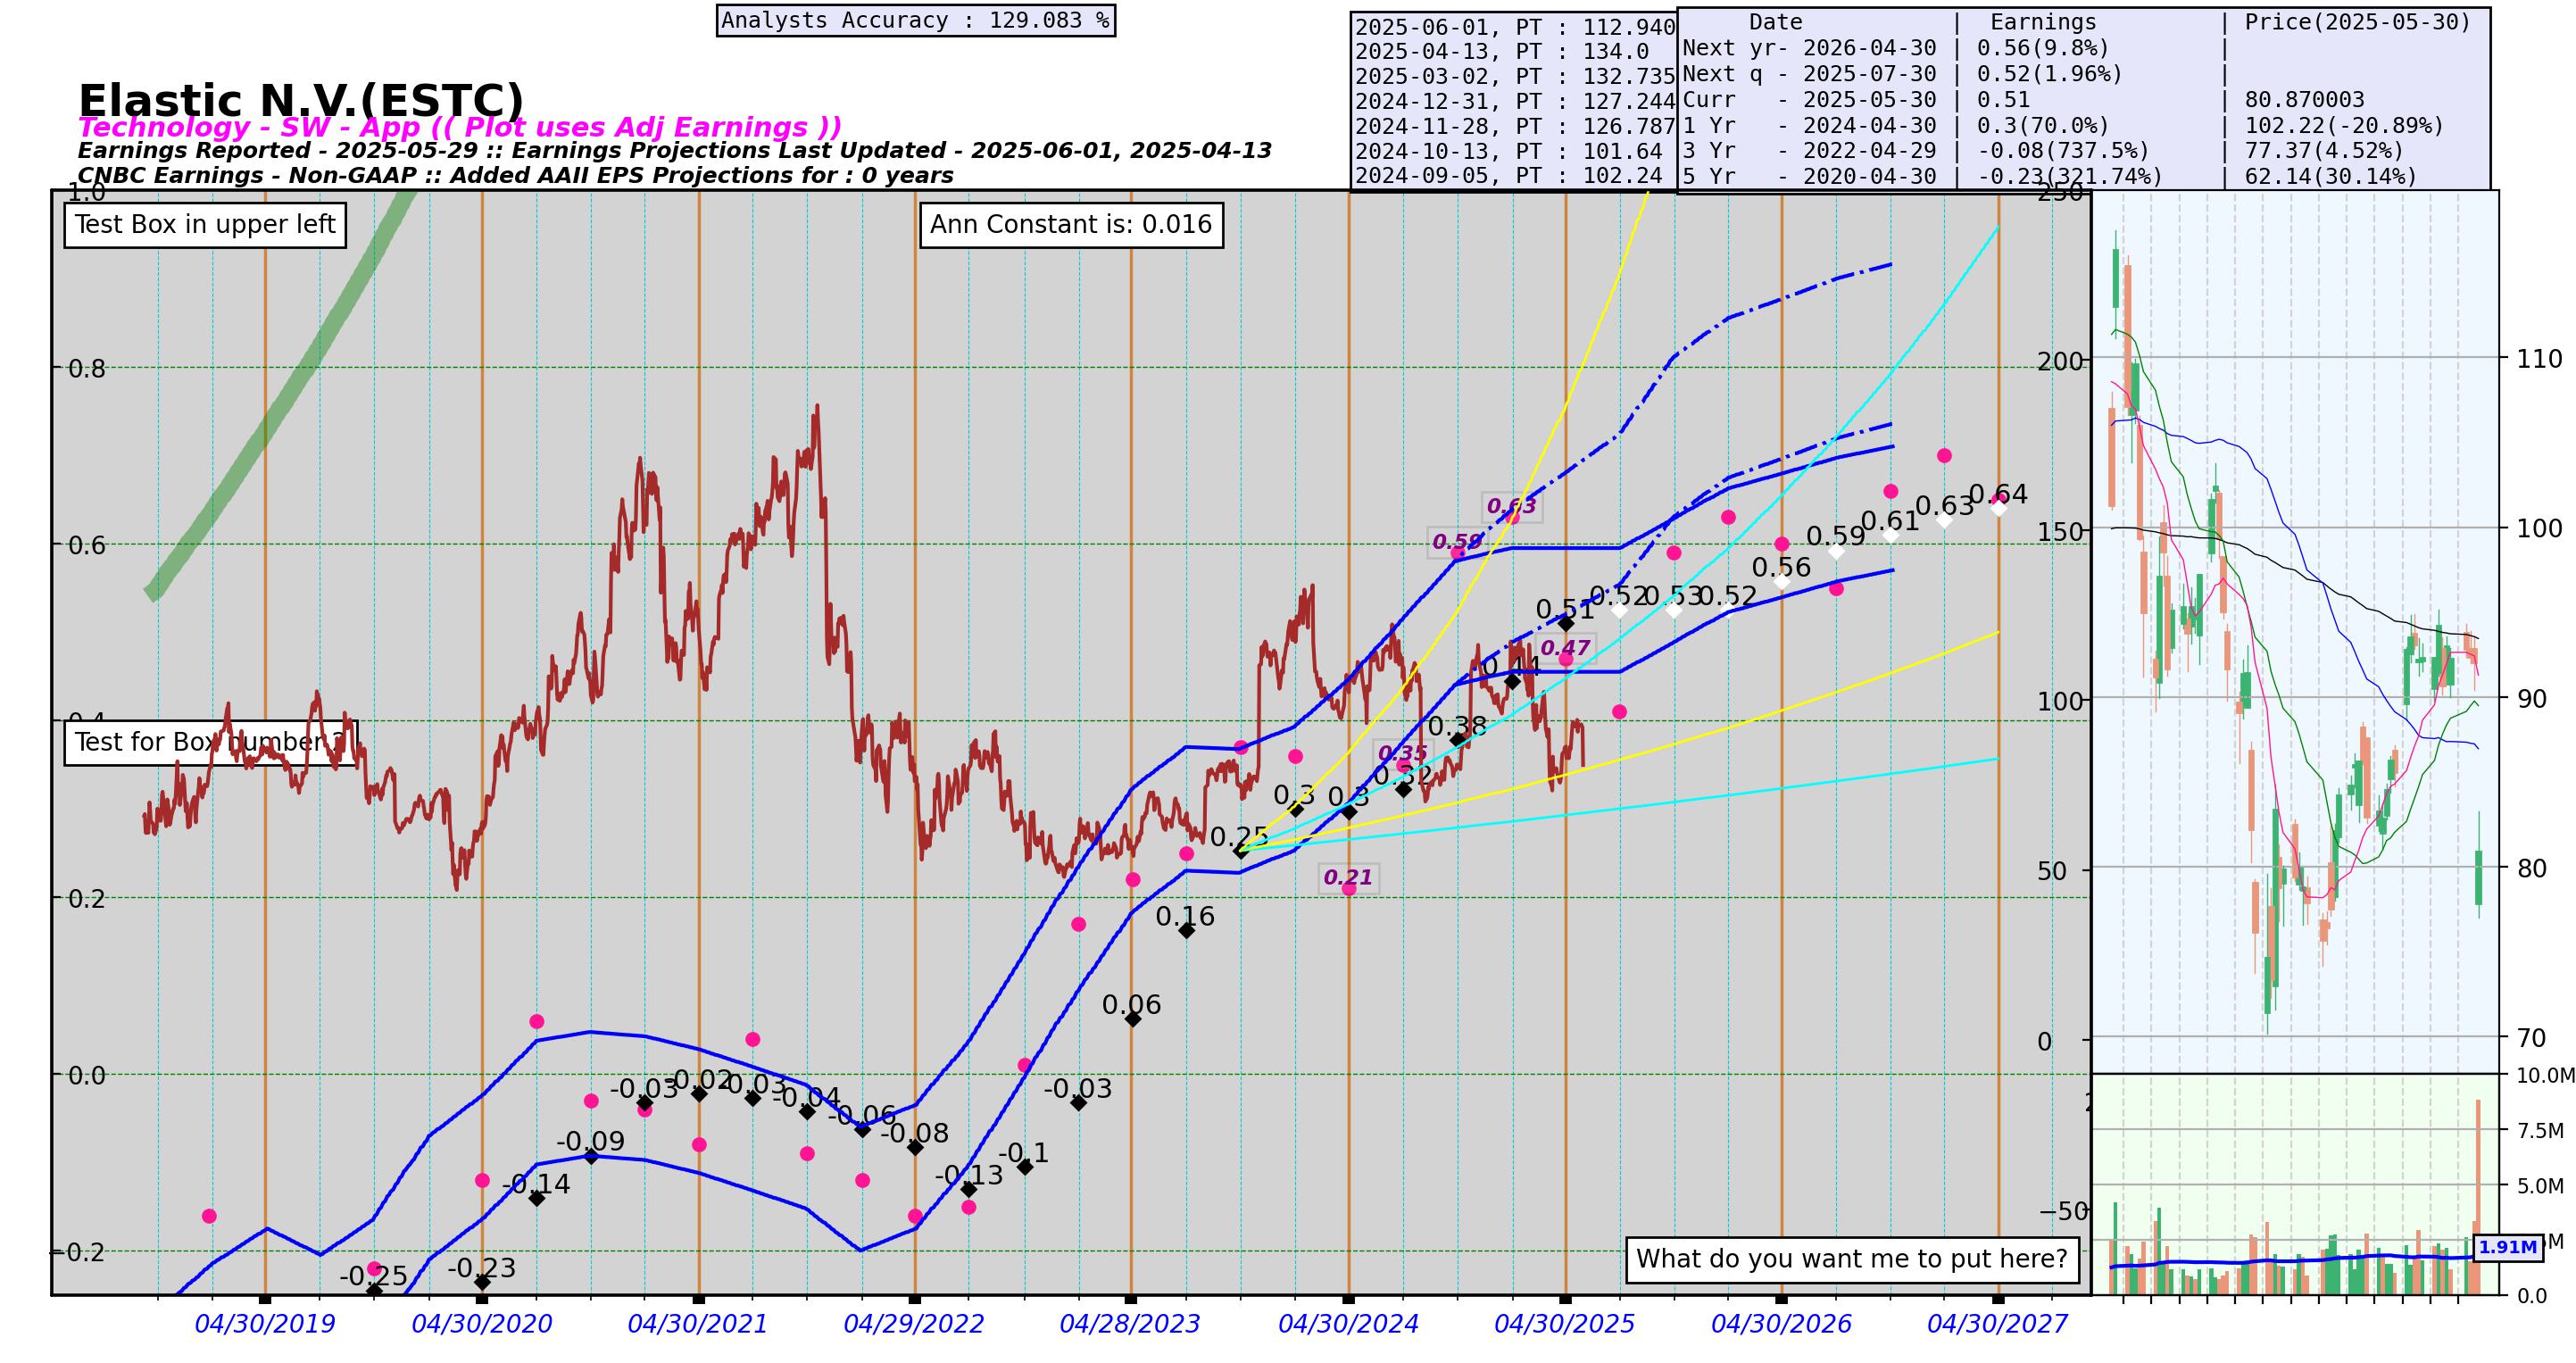 Analysts Accuracy : 129.083 %
2025-06-01, PT : 112.940
2025-04-13, PT : 134.0
2025-03-02, PT : 132.735
2024-12-31, PT : 127.244
2024-11-28, PT : 126.787
2024-10-13, PT : 101.64
2024-09-05, PT : 102.24
Date | Earnings | Price(2025-05-30)
Next yr- 2026-04-30 | 0.56(9.8%) |
Next q - 2025-07-30 | 0.52(1.96%) |
Curr - 2025-05-30 | 0.51 | 80.870003
1 Yr - 2024-04-30 | 0.3(70.0%) | 102.22(-20.89%)
3 Yr - 2022-04-29 | -0.08(737.5%) | 77.37(4.52%)
5 Yr - 2020-04-30 | -0.23(321.74%) | 62.14(30.14%)
Elastic N.V.(ESTC)
Technology - SW - App (( Plot uses Adj Earnings ))
Earnings Reported - 2025-05-29 :: Earnings Projections Last Updated - 2025-06-01, 2025-04-13
CNBC Earnings - Non-GAAP :: Added AAII EPS Projections for : 0 years
Test Box in upper left
Ann Constant is: 0.016
Test for Box number 2
What do you want me to put here?
1.0
0.8
0.6
0.4
0.2
0.0
−0.2
-0.25
-0.23
-0.14
-0.09
-0.03
-0.02
-0.03
-0.04
-0.06
-0.08
-0.13
-0.1
-0.03
0.06
0.16
0.25
0.3
0.3
0.32
0.38
0.44
0.51
0.52
0.53
0.52
0.56
0.59
0.61
0.63
0.64
0.21
0.35
0.59
0.63
0.47
250
200
150
100
50
0
−50
110
100
90
80
70
10.0M
7.5M
5.0M
0.0
1.91M
04/30/2019
04/30/2020
04/30/2021
04/29/2022
04/28/2023
04/30/2024
04/30/2025
04/30/2026
04/30/2027